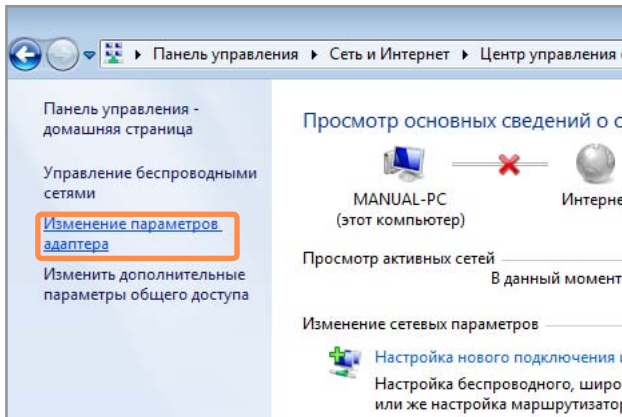 Панель управления ▸ Сеть и Интернет ▸ Центр управления
Панель управления -
домашняя страница
Управление беспроводными
сетями
Изменение параметров
адаптера
Изменить дополнительные
параметры общего доступа
Просмотр основных сведений о
MANUAL-PC
(этот компьютер)
Интерне
Просмотр активных сетей
В данный момент
Изменение сетевых параметров
Настройка нового подключения
Настройка беспроводного, широ
или же настройка маршрутизатор